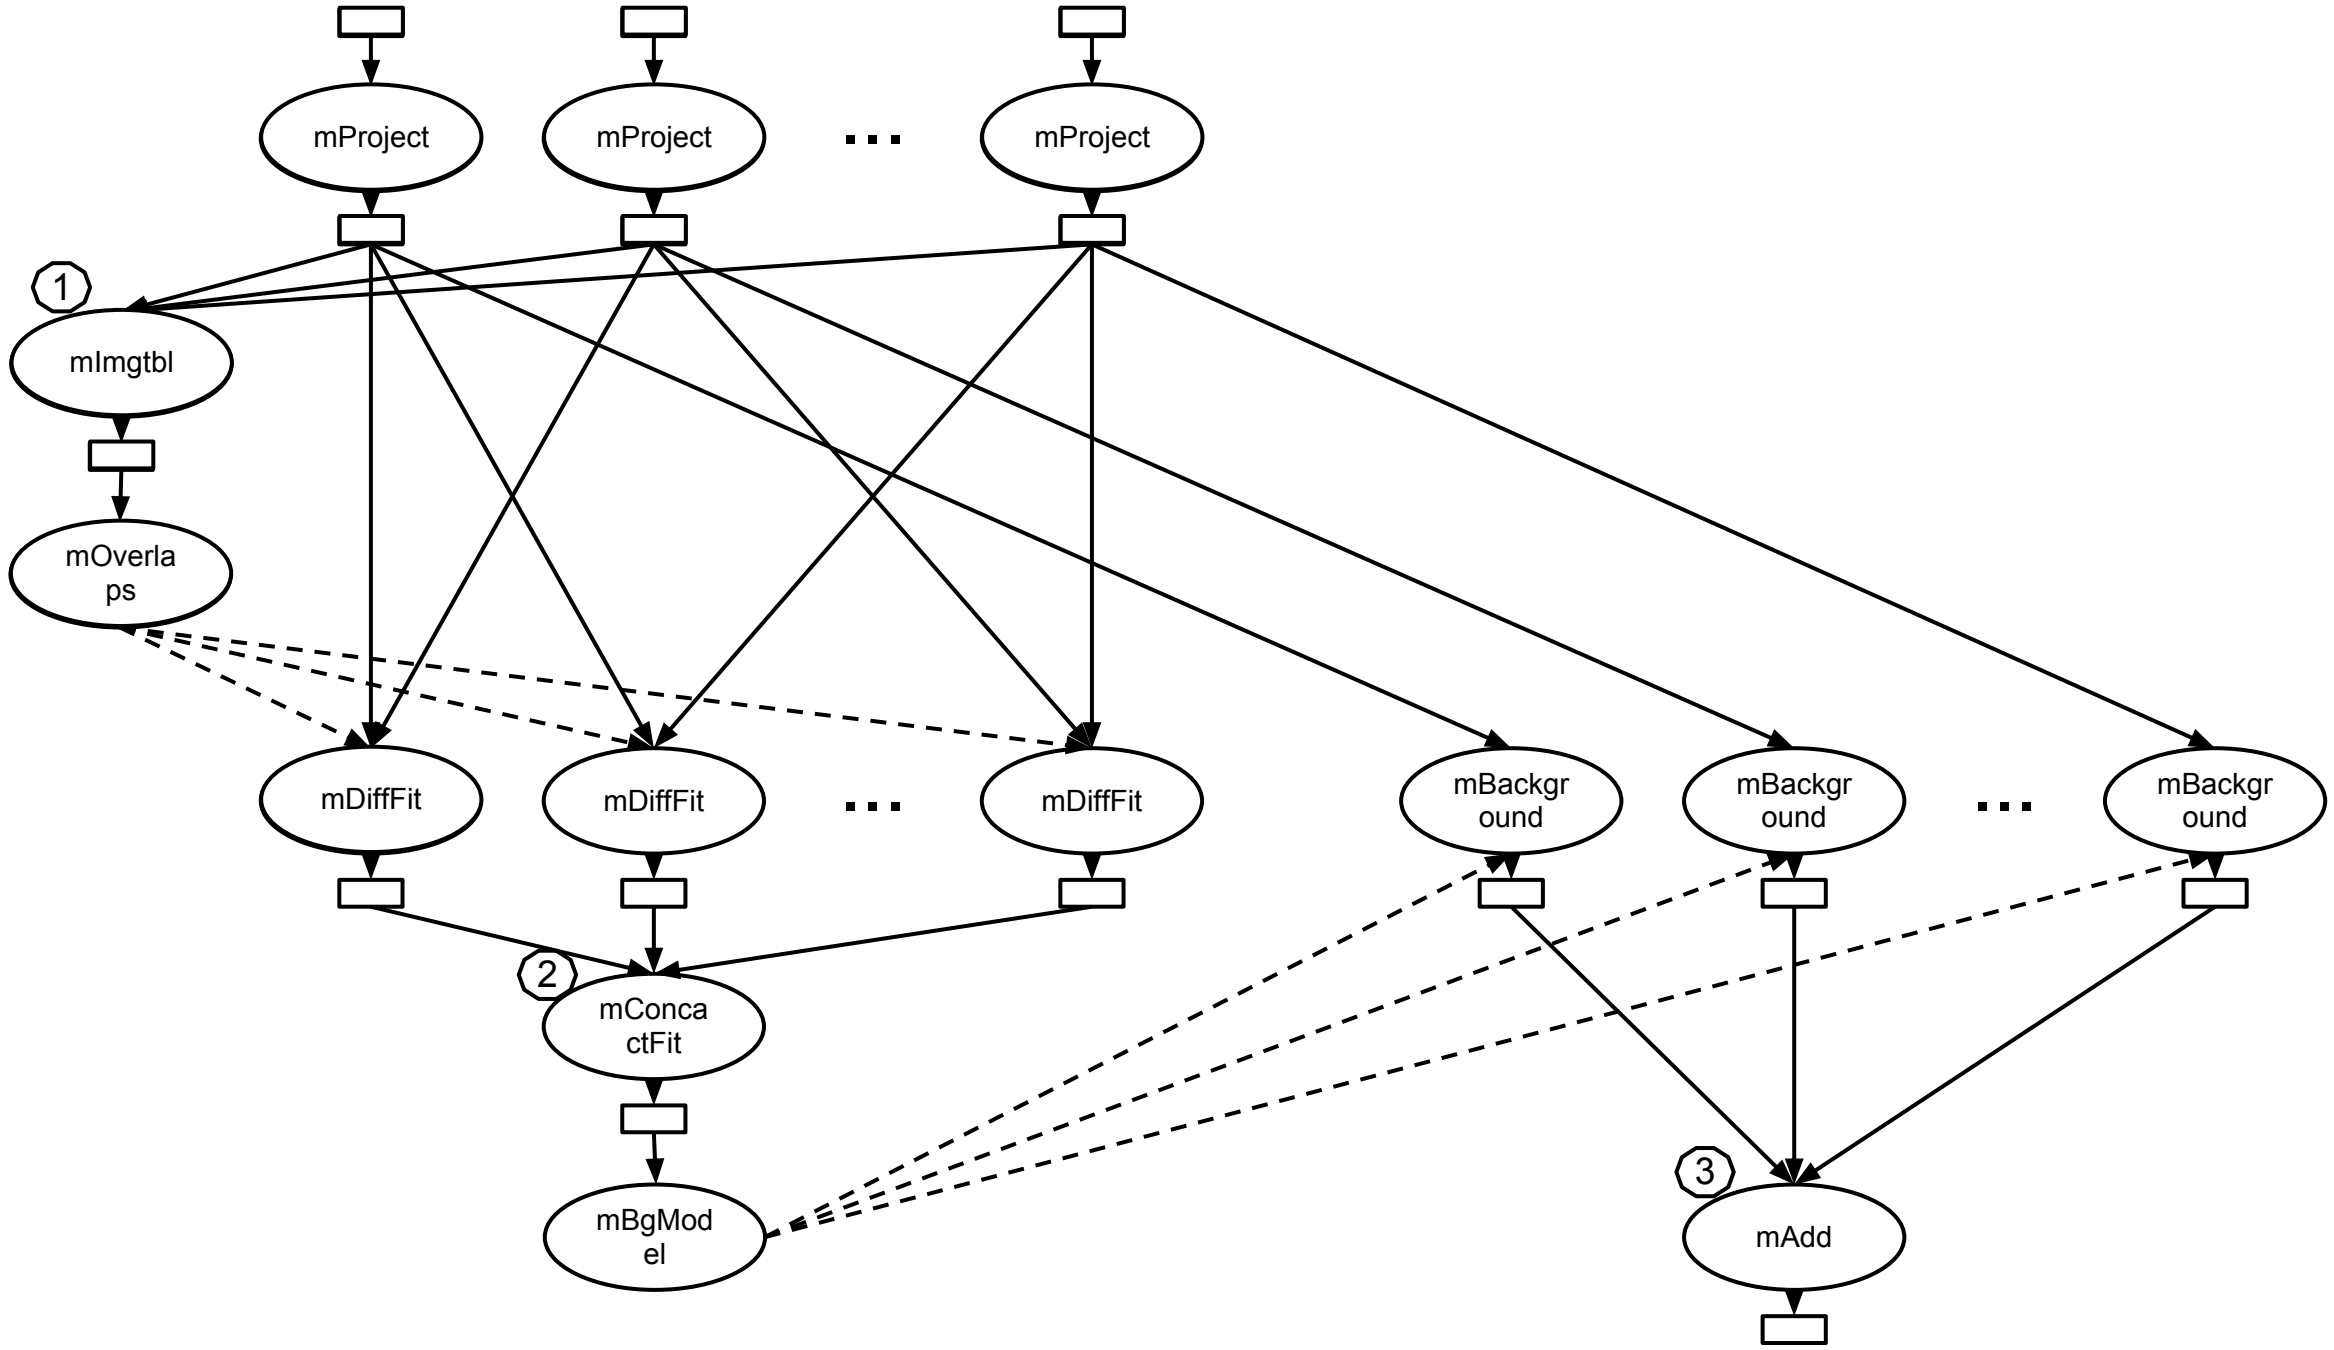 mProject
mProject
mProject
1
mImgtbl
mOverla
ps
mDiffFit
mDiffFit
mDiffFit
mBackgr
ound
mBackgr
ound
mBackgr
ound
2
mConca
ctFit
3
mBgMod
el
mAdd